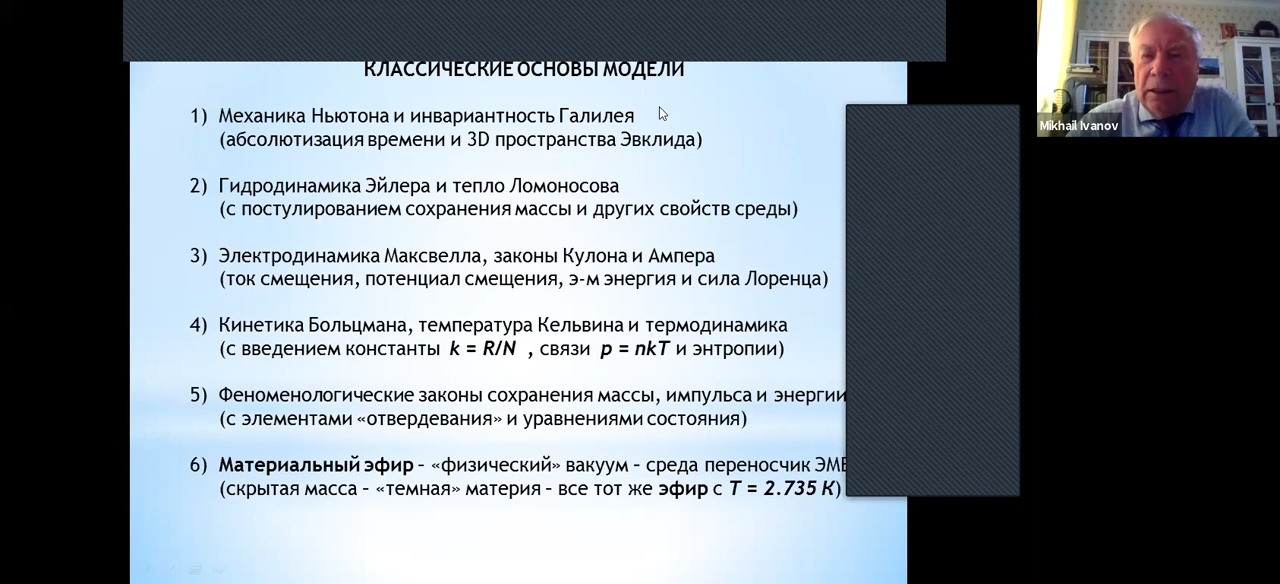 КЛАССИЧЕСКИЕ ОСНОВЫ МОДЕЛИ
1) Механика Ньютона и инвариантность Галилея
(абсолютизация времени и 3D пространства Эвклида)
2) Гидродинамика Эйлера и тепло Ломоносова
(с постулированием сохранения массы и других свойств среды)
3) Электродинамика Максвелла, законы Кулона и Ампера
(ток смещения, потенциал смещения, э-м энергия и сила Лоренца)
4) Кинетика Больцмана, температура Кельвина и термодинамика
(с введением константы k = R/N , связи p = nkT и энтропии)
5) Феноменологические законы сохранения массы, импульса и энергии
(с элементами «отвердевания» и уравнениями состояния)
6) Материальный эфир – «физический» вакуум – среда переносчик
(скрытая масса – «темная» материя – все тот же эфир с T = 2.735 K)
Mikhail Ivanov